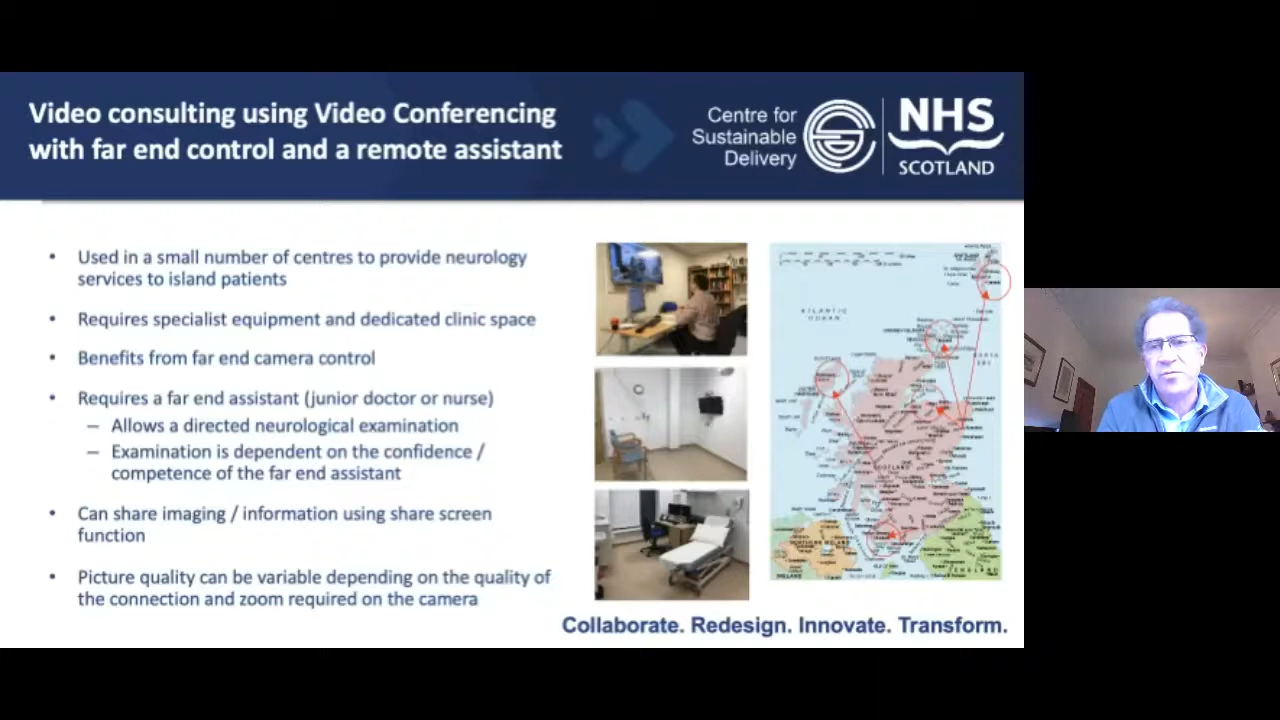 Video consulting using Video Conferencing
with far end control and a remote assistant
Centre for
Sustainable
Delivery
NHS
SCOTLAND
• Used in a small number of centres to provide neurology
services to island patients
• Requires specialist equipment and dedicated clinic space
• Benefits from far end camera control
• Requires a far end assistant (junior doctor or nurse)
– Allows a directed neurological examination
– Examination is dependent on the confidence /
competence of the far end assistant
• Can share imaging / information using share screen
function
• Picture quality can be variable depending on the quality of
the connection and zoom required on the camera
ATLANTIC
OCEAN
SCOTLAND
NORTHERN IRELAND
IRELAND
ENGLAND
Collaborate. Redesign. Innovate. Transform.